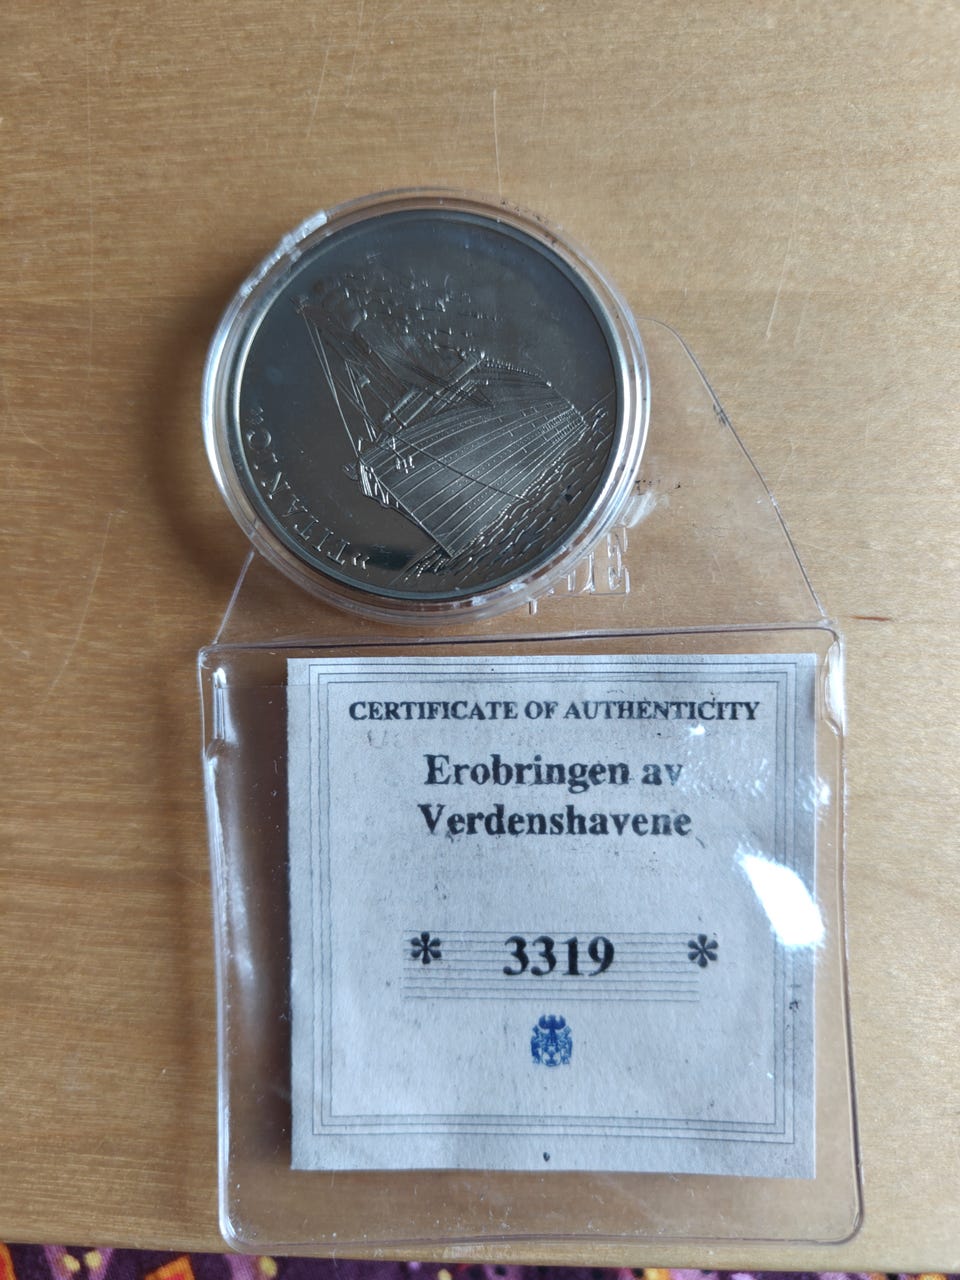 "TITANIC"
CERTIFICATE OF AUTHENTICITY
Erobringen av
Verdenshavene
* 3319 *